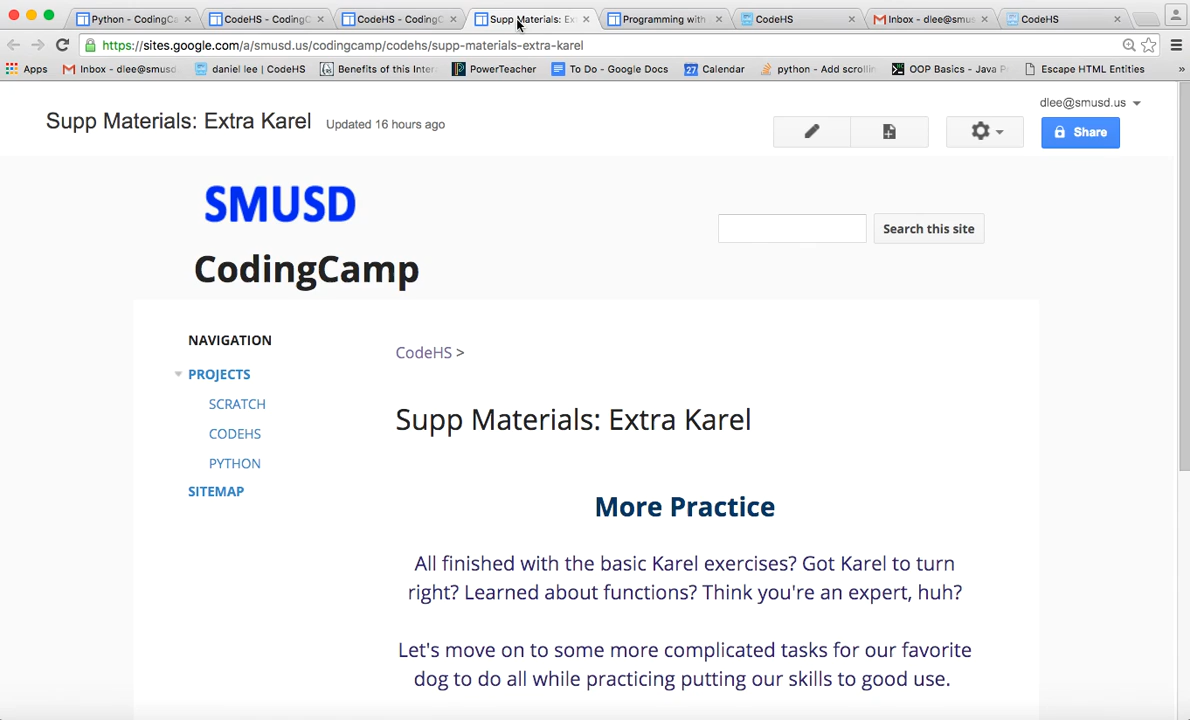 Python - CodingCa
CodeHS - CodingC
CodeHS - CodingC
Supp Materials: Ex
Programming with
CodeHS
Inbox - dlee@smus
CodeHS
https://sites.google.com/a/smusd.us/codingcamp/codehs/supp-materials-extra-karel
Apps
Inbox - dlee@smusd
daniel lee | CodeHS
Benefits of this Inter
PowerTeacher
To Do - Google Docs
27 Calendar
python - Add scrollin
OOP Basics - Java P
Escape HTML Entities
»
dlee@smusd.us
Supp Materials: Extra Karel Updated 16 hours ago
Share
SMUSD
CodingCamp
Search this site
NAVIGATION
PROJECTS
SCRATCH
CODEHS
PYTHON
SITEMAP
CodeHS >
Supp Materials: Extra Karel
More Practice
All finished with the basic Karel exercises? Got Karel to turn
right? Learned about functions? Think you're an expert, huh?
Let's move on to some more complicated tasks for our favorite
dog to do all while practicing putting our skills to good use.